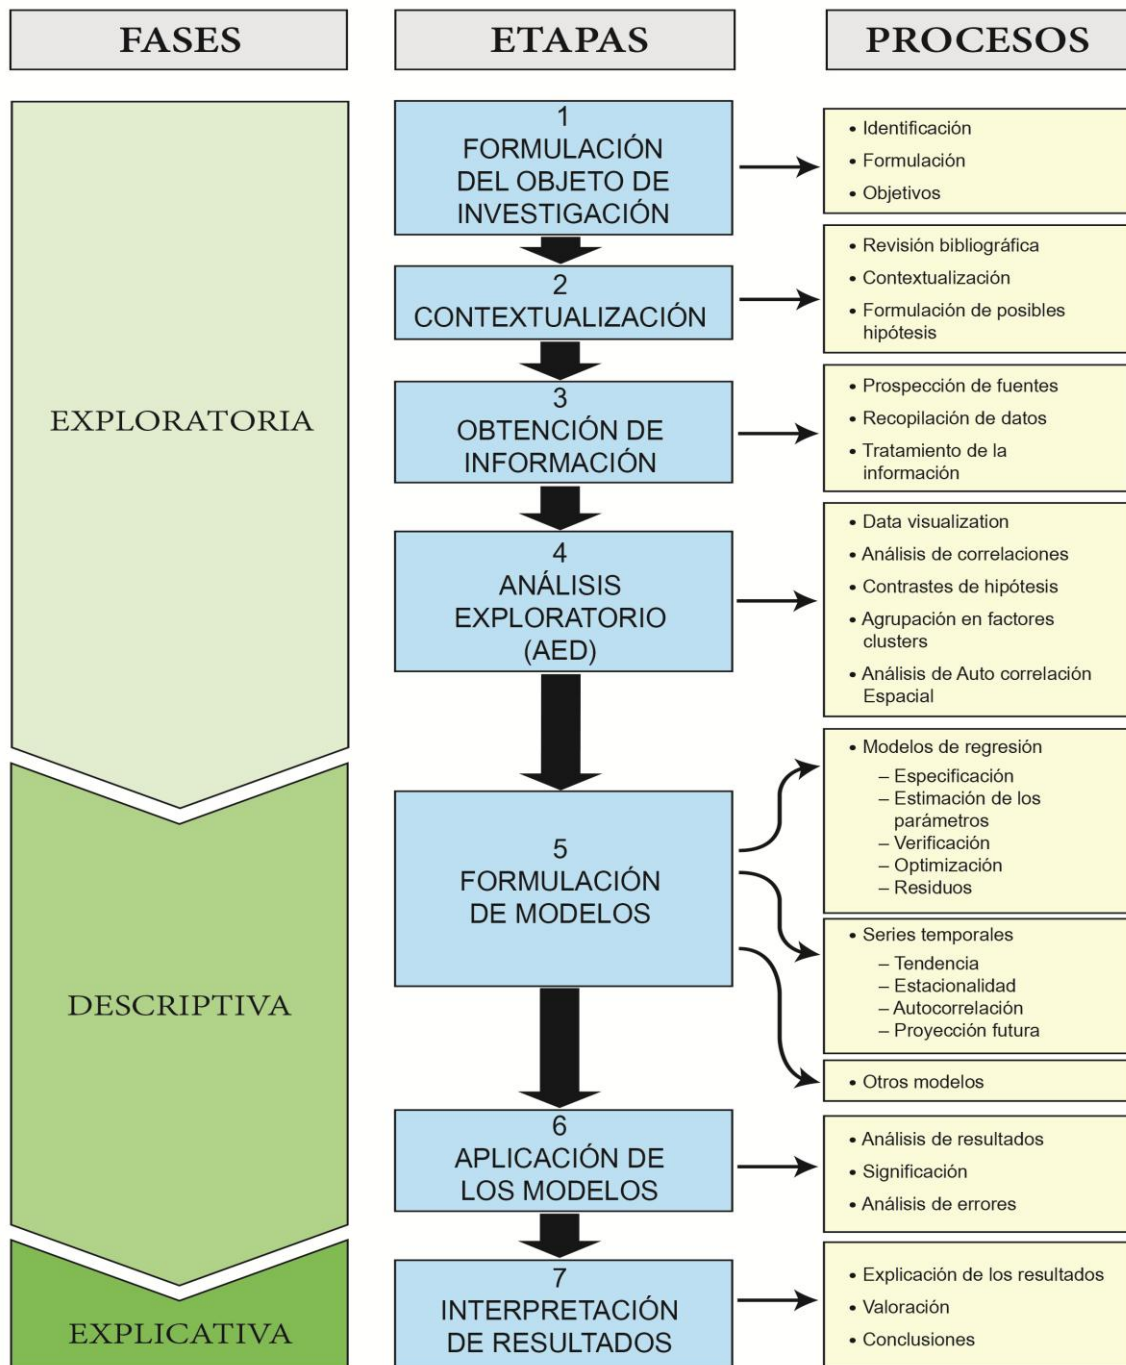 FASES
ETAPAS
PROCESOS
EXPLORATORIA
1
FORMULACIÓN
DEL OBJETO DE
INVESTIGACIÓN
• Identificación
• Formulación
• Objetivos
2
CONTEXTUALIZACIÓN
• Revisión bibliográfica
• Contextualización
• Formulación de posibles
hipótesis
3
OBTENCIÓN DE
INFORMACIÓN
• Prospección de fuentes
• Recopilación de datos
• Tratamiento de la
información
4
ANÁLISIS
EXPLORATORIO
(AED)
• Data visualization
• Análisis de correlaciones
• Contrastes de hipótesis
• Agrupación en factores
clusters
• Análisis de Auto correlación
Espacial
DESCRIPTIVA
5
FORMULACIÓN
DE MODELOS
• Modelos de regresión
– Especificación
– Estimación de los
parámetros
– Verificación
– Optimización
– Residuos
• Series temporales
– Tendencia
– Estacionalidad
– Autocorrelación
– Proyección futura
• Otros modelos
6
APLICACIÓN DE
LOS MODELOS
• Análisis de resultados
• Significación
• Análisis de errores
EXPLICATIVA
7
INTERPRETACIÓN
DE RESULTADOS
• Explicación de los resultados
• Valoración
• Conclusiones